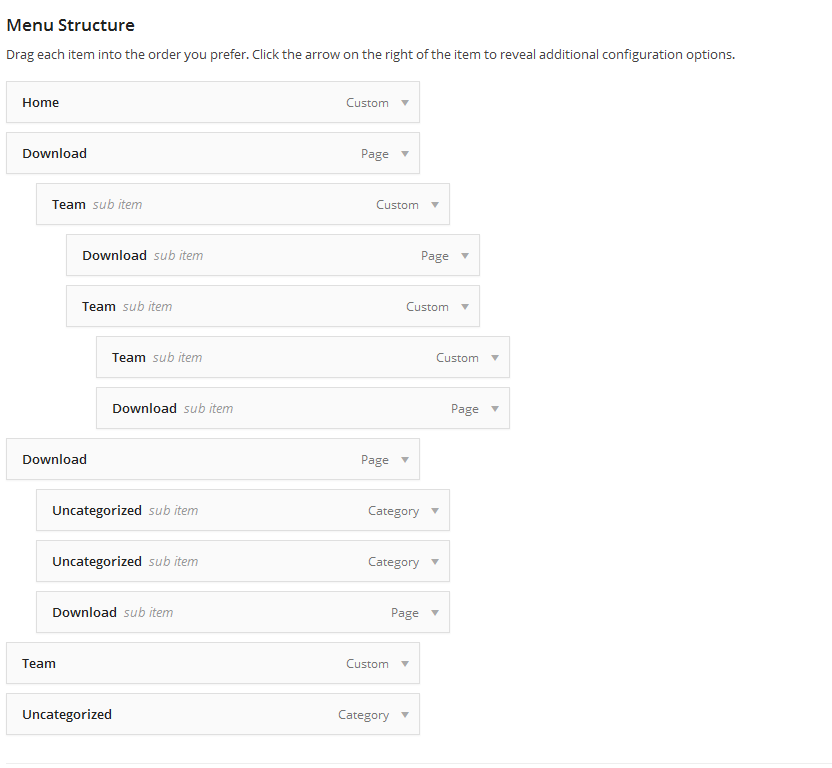 Menu Structure
Drag each item into the order you prefer. Click the arrow on the right of the item to reveal additional configuration options.
Home Custom
Download Page
Team sub item Custom
Download sub item Page
Team sub item Custom
Team sub item Custom
Download sub item Page
Download Page
Uncategorized sub item Category
Uncategorized sub item Category
Download sub item Page
Team Custom
Uncategorized Category